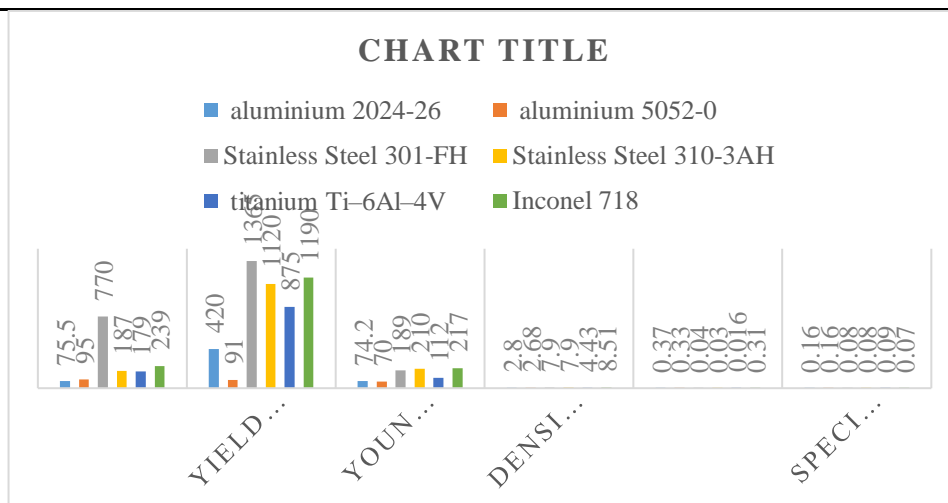 CHART TITLE
aluminium 2024-26 aluminium 5052-0
Stainless Steel 301-FH Stainless Steel 310-3AH
titanium Ti–6Al–4V Inconel 718
75.5 95 770 187 179 239
420 91 1365 1120 875 1190
74.2 70 189 210 112 217
2.8 2.68 7.9 7.9 4.43 8.51
0.37 0.33 0.04 0.03 0.016 0.31
0.16 0.16 0.08 0.08 0.09 0.07
YIELD… YOUN… DENSI… SPECI…